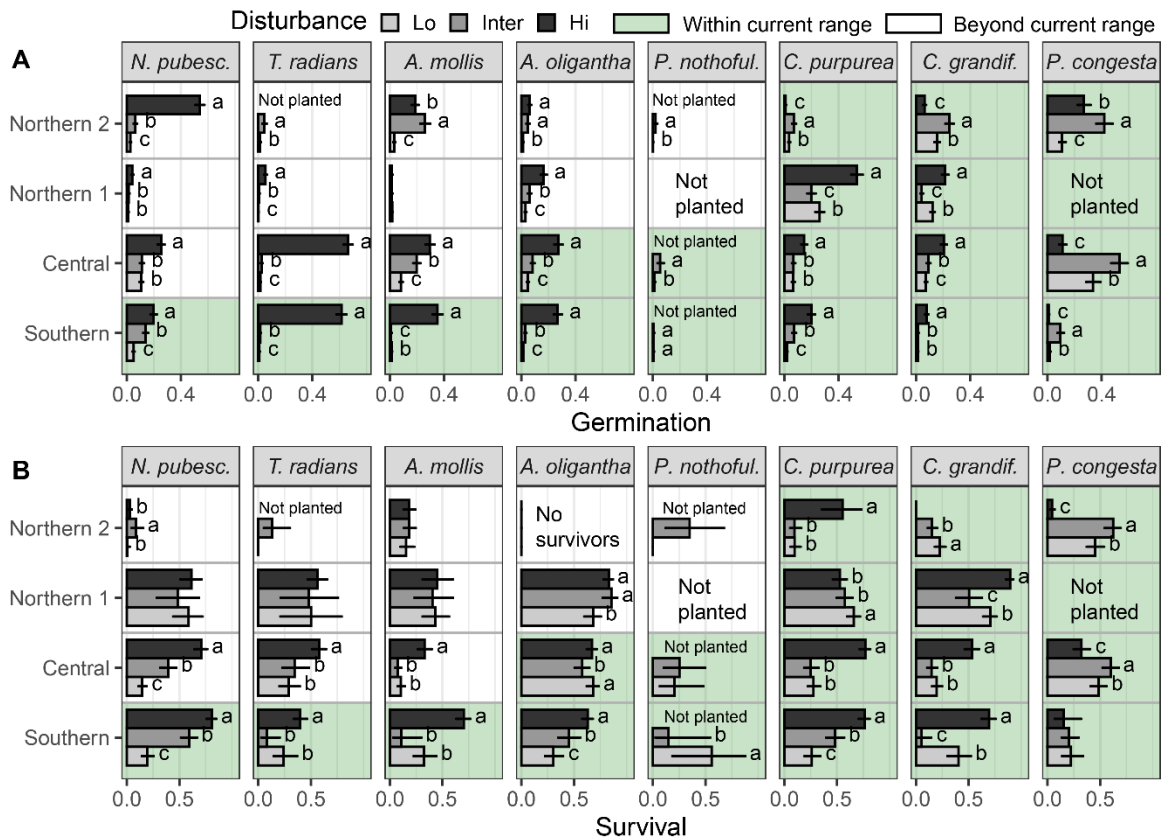 Disturbance Lo Inter Hi Within current range Beyond current range
A
N. pubesc. T. radians A. mollis A. oligantha P. nothoful. C. purpurea C. grandif. P. congesta
a Not planted b a Not planted c c b
Northern 2 b a a a a a a a
c b c b b b b c
a a a a a
Northern 1 b b b Not planted c c Not planted
b b c b b
a a a a Not planted a a c
Central b b b b a b b a
b c c c b b c b
a a a a Not planted a a c
Southern b b c b a b b a
c c b c a c b b
0.0 0.4 0.0 0.4 0.0 0.4 0.0 0.4 0.0 0.4 0.0 0.4 0.0 0.4 0.0 0.4
Germination
B
N. pubesc. T. radians A. mollis A. oligantha P. nothoful. C. purpurea C. grandif. P. congesta
b Not planted No survivors Not planted a c
Northern 2 a b b a
b b a b
a b a
Northern 1 a Not planted b c Not planted
b a b
a a a a Not planted a a c
Central b b b b b b a
c b b a b b b
a a a a Not planted a a
Southern b b b b b b c
c b b c a c b
0.0 0.5 0.0 0.5 0.0 0.5 0.0 0.5 0.0 0.5 0.0 0.5 0.0 0.5 0.0 0.5
Survival